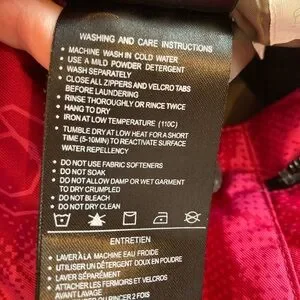 WASHING AND CARE INSTRUCTIONS
• MACHINE WASH IN COLD WATER
• USE A MILD POWDER DETERGENT
• WASH SEPARATELY
• CLOSE ALL ZIPPERS AND VELCRO TABS
BEFORE LAUNDERING
• RINSE THOROUGHLY OR RINCE TWICE
• HANG TO DRY
• IRON AT LOW TEMPERATURE (110C)
• TUMBLE DRY AT LOW HEAT FOR A SHORT
TIME (5-10MIN) TO REACTIVATE SURFACE
WATER REPELLENCY
• DO NOT USE FABRIC SOFTENERS
• DO NOT SOAK
• DO NOT ALLOW DAMP OR WET GARMENT
TO DRY CRUMPLED
• DO NOT BLEACH
• DO NOT DRY CLEAN
ENTRETIEN
• LAVER À LA MACHINE EAU FROIDE
• UTILISER UN DÉTERGENT DOUX EN POUDRE
• LAVER SÉPARÉMENT
• ATTACHER LES FERMOIRS ET VELCROS
AVANT LAVAGE
RINCER 2 FOIS